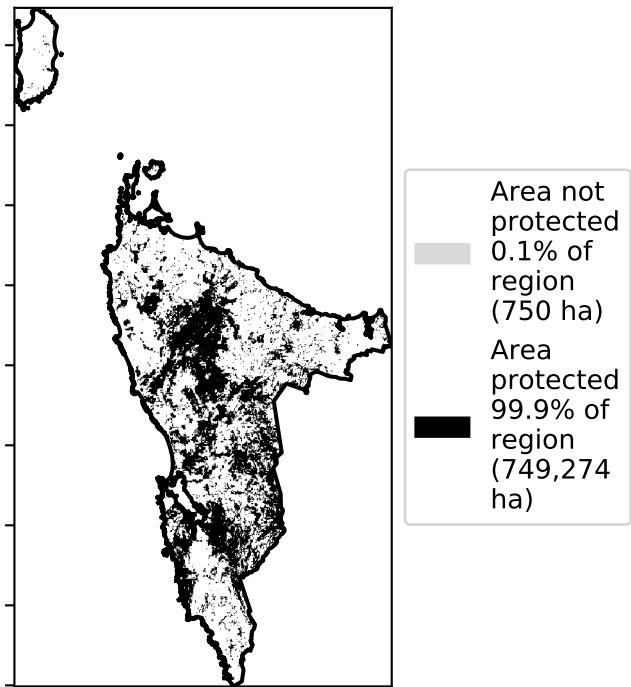 Area not
protected
0.1% of
region
(750 ha)
Area
protected
99.9% of
region
(749,274
ha)